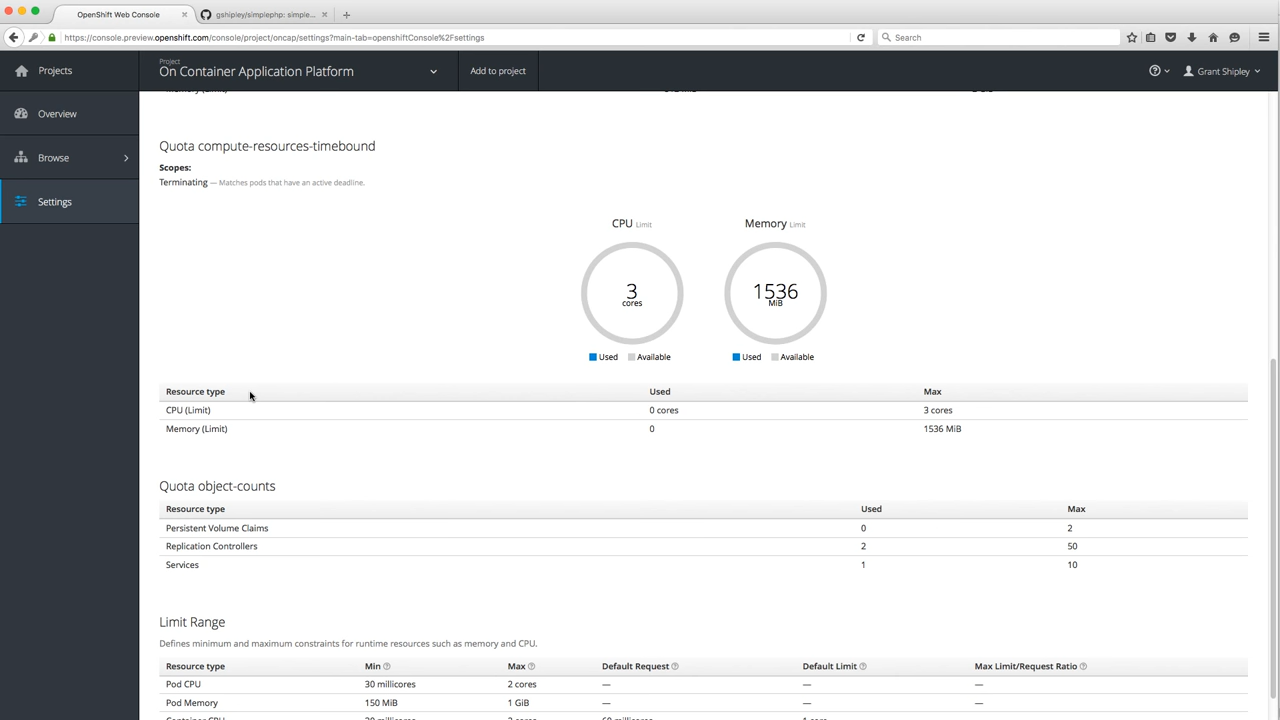 OpenShift Web Console
gshipley/simplephp: simple...
https://console.preview.openshift.com/console/project/oncap/settings?main-tab=openshiftConsole%2Fsettings
Search
Projects
Project
On Container Application Platform
Add to project
Grant Shipley
Overview
Browse
Settings
Memory (Limit)
Quota compute-resources-timebound
Scopes:
Terminating — Matches pods that have an active deadline.
CPU Limit
Memory Limit
3
cores
1536
MiB
Used Available
Used Available
Resource type Used Max
CPU (Limit) 0 cores 3 cores
Memory (Limit) 0 1536 MiB
Quota object-counts
Resource type Used Max
Persistent Volume Claims 0 2
Replication Controllers 2 50
Services 1 10
Limit Range
Defines minimum and maximum constraints for runtime resources such as memory and CPU.
Resource type Min Max Default Request Default Limit Max Limit/Request Ratio
Pod CPU 30 millicores 2 cores — — —
Pod Memory 150 MiB 1 GiB — — —